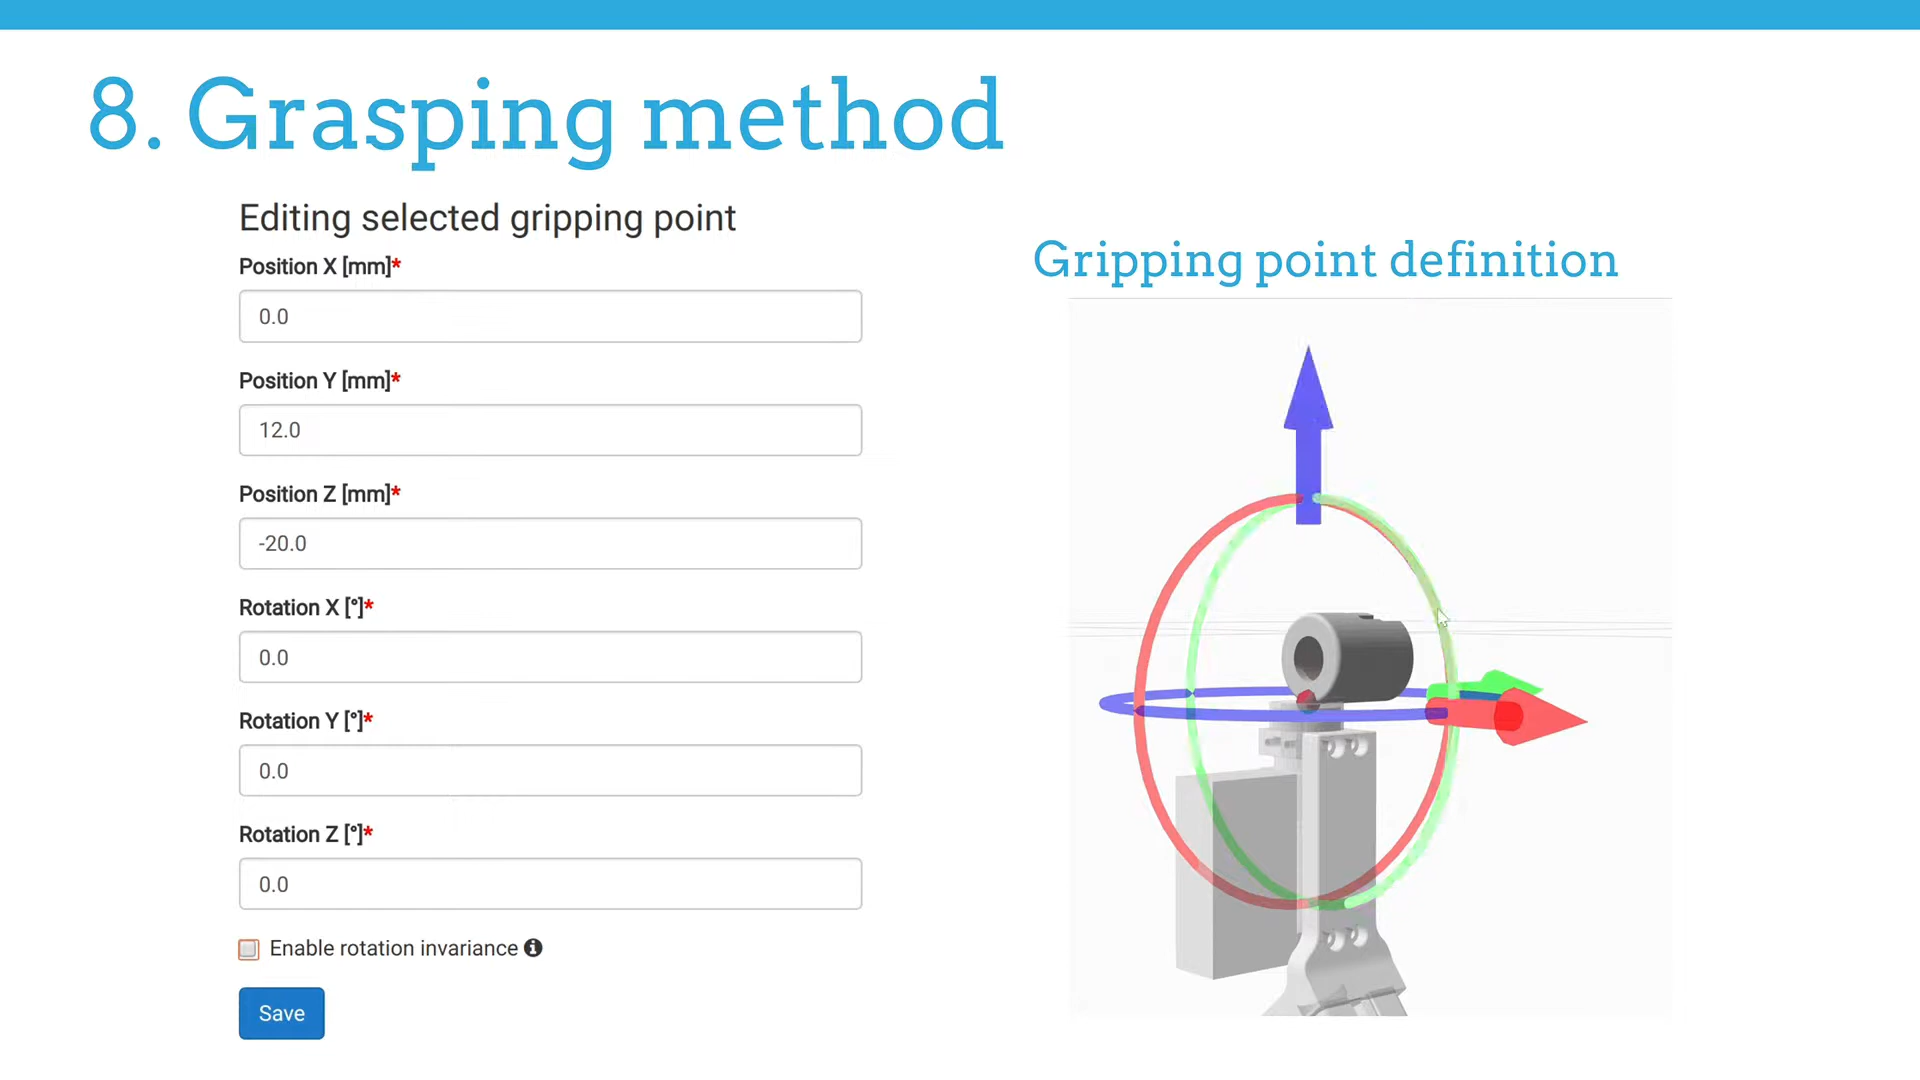 8. Grasping method
Editing selected gripping point
Gripping point definition
Position X [mm]*
0.0
Position Y [mm]*
12.0
Position Z [mm]*
-20.0
Rotation X [°]*
0.0
Rotation Y [°]*
0.0
Rotation Z [°]*
0.0
Enable rotation invariance
Save